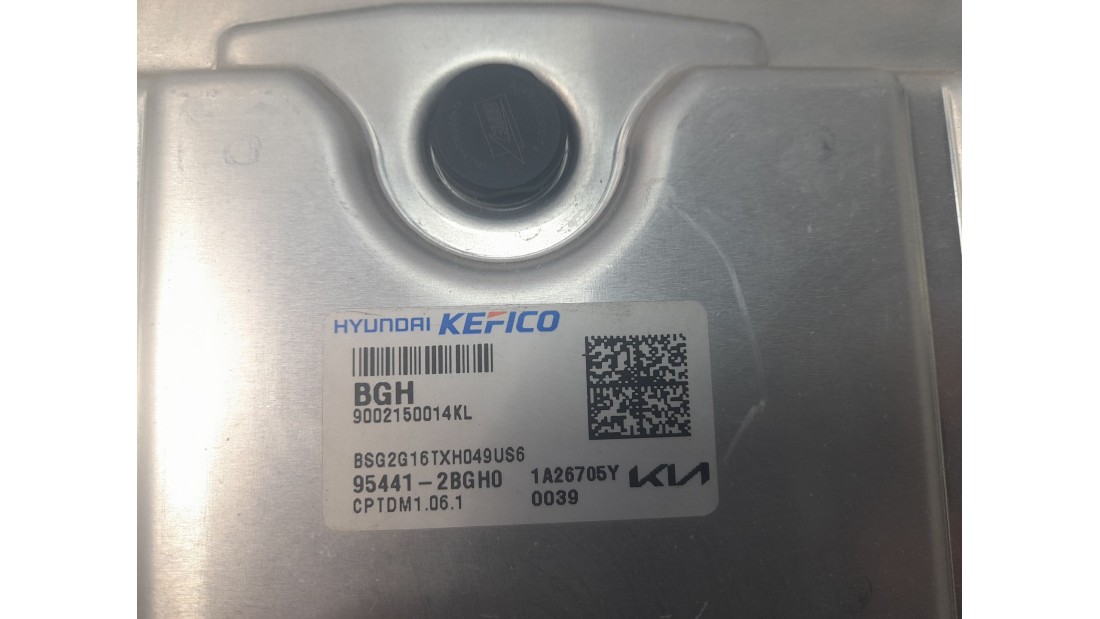 HYUNDAI KEFICO
BGH
9002150014KL
BSG2G16TXH049US6
95441-2BGH0
1A26705Y
KIA
CPTDM1.06.1
0039